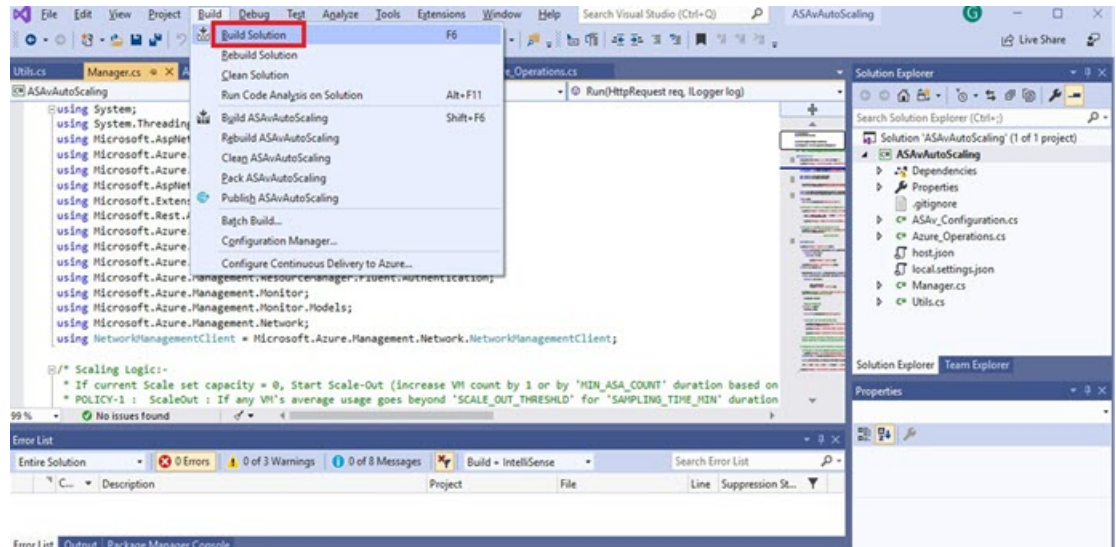 File Edit View Project Build Debug Test Analyze Tools Extensions Window Help Search Visual Studio (Ctrl+Q) ASAvAutoScaling G
Live Share
Build Solution F6
Rebuild Solution
Clean Solution
Run Code Analysis on Solution Alt+F11
Build ASAvAutoScaling Shift+F6
Rebuild ASAvAutoScaling
Clean ASAvAutoScaling
Pack ASAvAutoScaling
Publish ASAvAutoScaling
Batch Build...
Configuration Manager...
Configure Continuous Delivery to Azure...
Utils.cs Manager.cs A e_Operations.cs
ASAvAutoScaling Run(HttpRequest req, ILogger log)
using System;
using System.Threading
using Microsoft.AspNet
using Microsoft.Azure.
using Microsoft.Azure.
using Microsoft.AspNet
using Microsoft.Extens
using Microsoft.Rest.A
using Microsoft.Azure.
using Microsoft.Azure.
using Microsoft.Azure.
using Microsoft.Azure.Management.ResourceManager.Fluent.Authentication;
using Microsoft.Azure.Management.Monitor;
using Microsoft.Azure.Management.Monitor.Models;
using Microsoft.Azure.Management.Network;
using NetworkManagementClient = Microsoft.Azure.Management.Network.NetworkManagementClient;
/* Scaling Logic:-
* If current Scale set capacity = 0, Start Scale-Out (increase VM count by 1 or by 'MIN_ASA_COUNT' duration based on
* POLICY-1 : ScaleOut : If any VM's average usage goes beyond 'SCALE_OUT_THRESHLD' for 'SAMPLING_TIME_MIN' duration
99 % No issues found
Solution Explorer
Search Solution Explorer (Ctrl+;)
Solution 'ASAvAutoScaling' (1 of 1 project)
ASAvAutoScaling
Dependencies
Properties
.gitignore
C# ASAv_Configuration.cs
C# Azure_Operations.cs
host.json
local.settings.json
C# Manager.cs
C# Utils.cs
Solution Explorer Team Explorer
Properties
Error List
Entire Solution 0 Errors 0 of 3 Warnings 0 of 8 Messages Build + IntelliSense Search Error List
C... Description Project File Line Suppression St...
Error List Output Package Manager Console